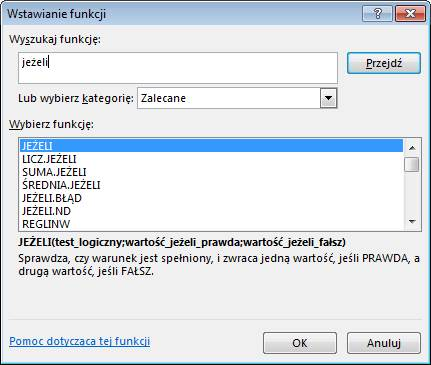 Wstawianie funkcji
Wyszukaj funkcję:
jeżeli
Przejdź
Lub wybierz kategorię: Zalecane
Wybierz funkcję:
JEŻELI
LICZ.JEŻELI
SUMA.JEŻELI
ŚREDNIA.JEŻELI
JEŻELI.BŁĄD
JEŻELI.ND
REGLINW
JEŻELI(test_logiczny;wartość_jeżeli_prawda;wartość_jeżeli_fałsz)
Sprawdza, czy warunek jest spełniony, i zwraca jedną wartość, jeśli PRAWDA, a
drugą wartość, jeśli FAŁSZ.
Pomoc dotycząca tej funkcji
OK
Anuluj